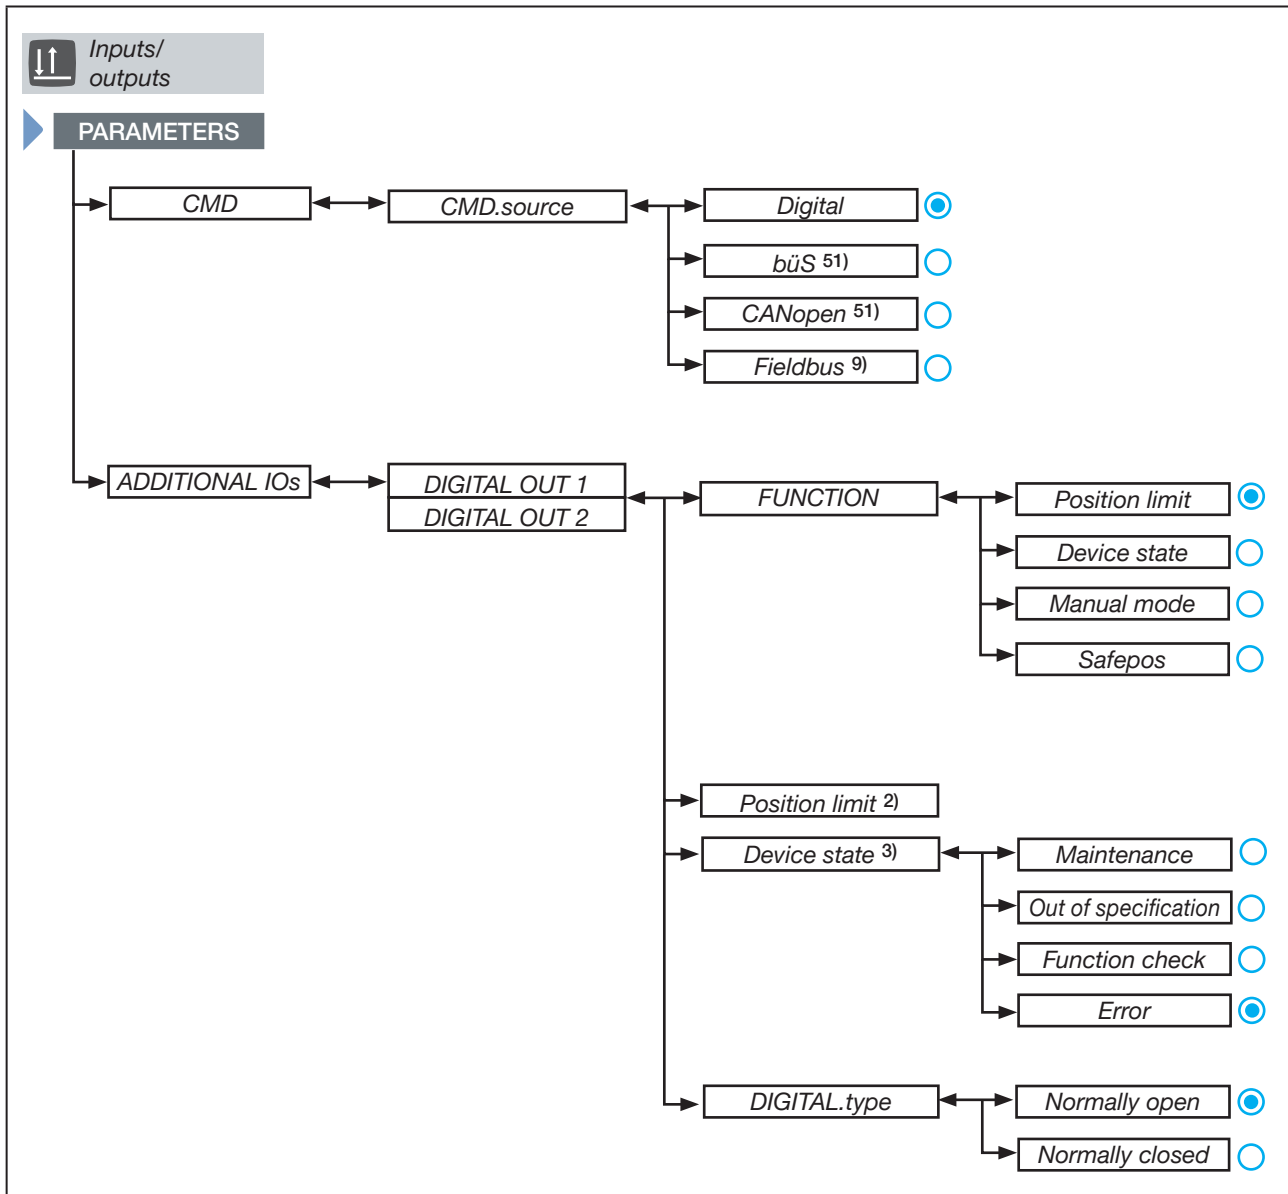 Inputs/
outputs
PARAMETERS
CMD
CMD.source
Digital
büS 51)
CANopen 51)
Fieldbus 9)
ADDITIONAL IOs
DIGITAL OUT 1
DIGITAL OUT 2
FUNCTION
Position limit
Device state
Manual mode
Safepos
Position limit 2)
Device state 3)
Maintenance
Out of specification
Function check
Error
DIGITAL.type
Normally open
Normally closed